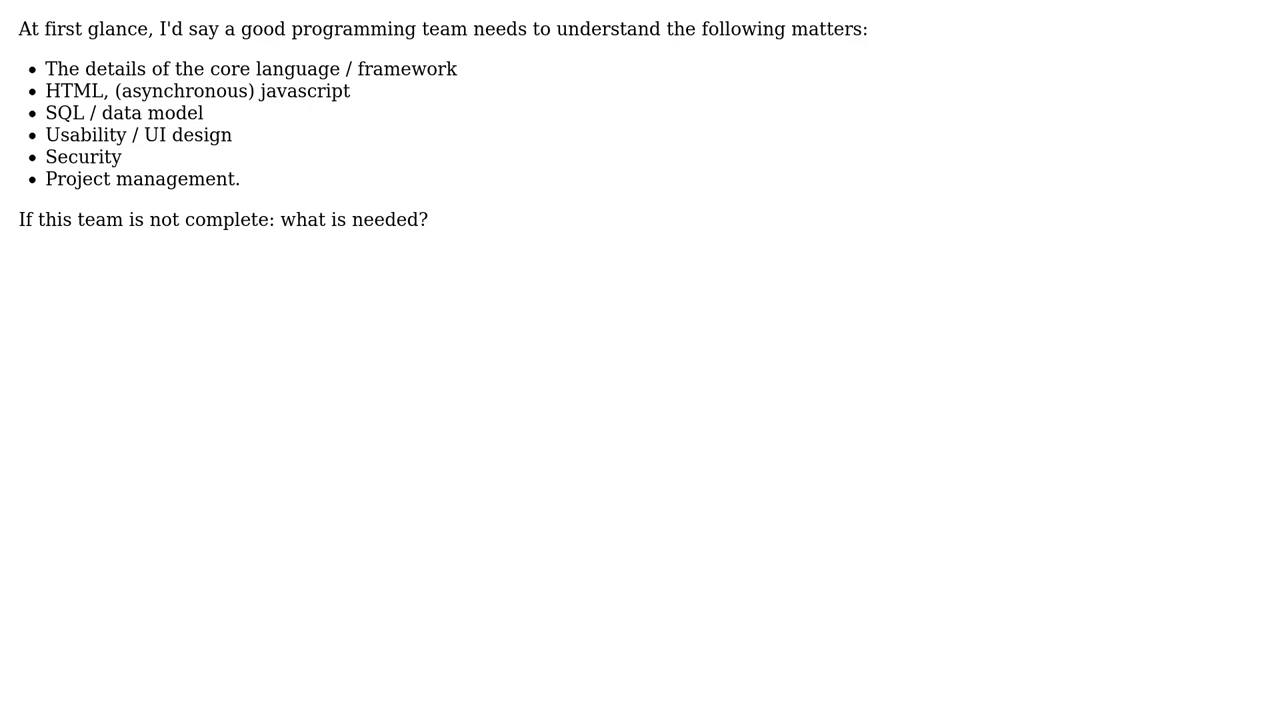 At first glance, I'd say a good programming team needs to understand the following matters:
• The details of the core language / framework
• HTML, (asynchronous) javascript
• SQL / data model
• Usability / UI design
• Security
• Project management.
If this team is not complete: what is needed?